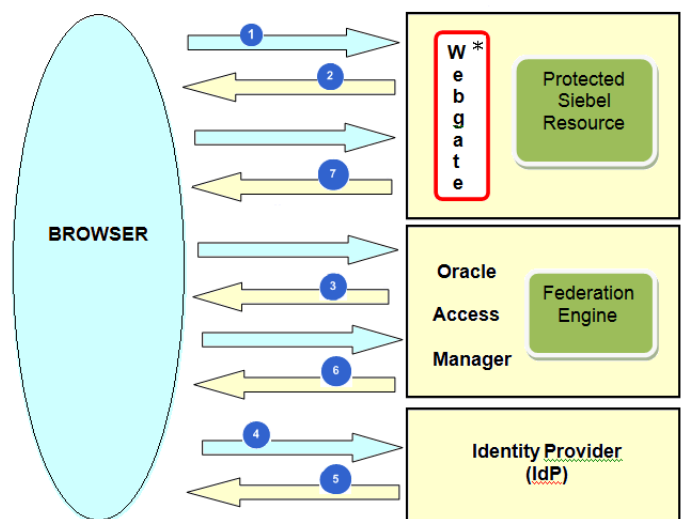 BROWSER
1
2
7
3
6
4
5
W *
e
b
g
a
t
e
Protected
Siebel
Resource
Oracle
Access
Manager
Federation
Engine
Identity Provider
(IdP)